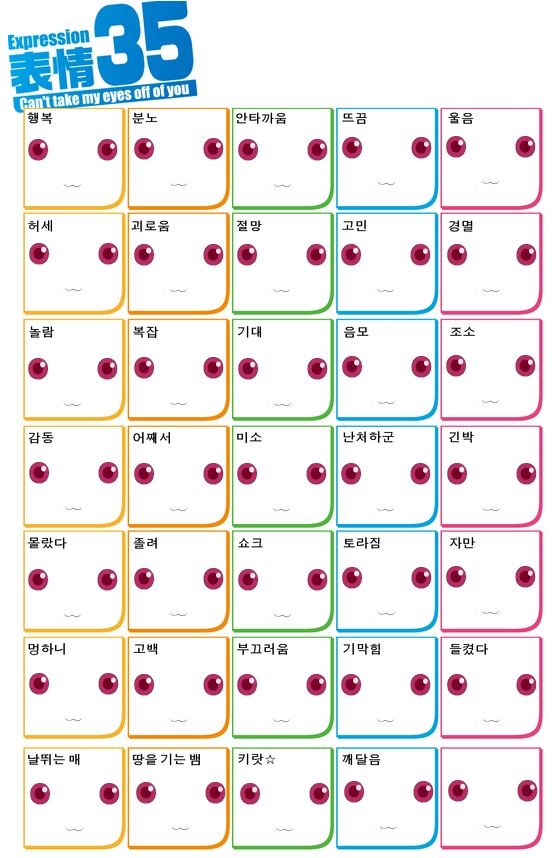 Expression
表情35
Can't take my eyes off of you
행복 분노 안타까움 뜨끔 울음
허세 괴로움 절망 고민 경멸
놀람 복잡 기대 음모 조소
감동 어째서 미소 난처하군 긴박
몰랐다 졸려 쇼크 토라짐 자만
멍하니 고백 부끄러움 기막힘 들켰다
날뛰는 매 땅을 기는 뱀 키랏☆ 깨달음